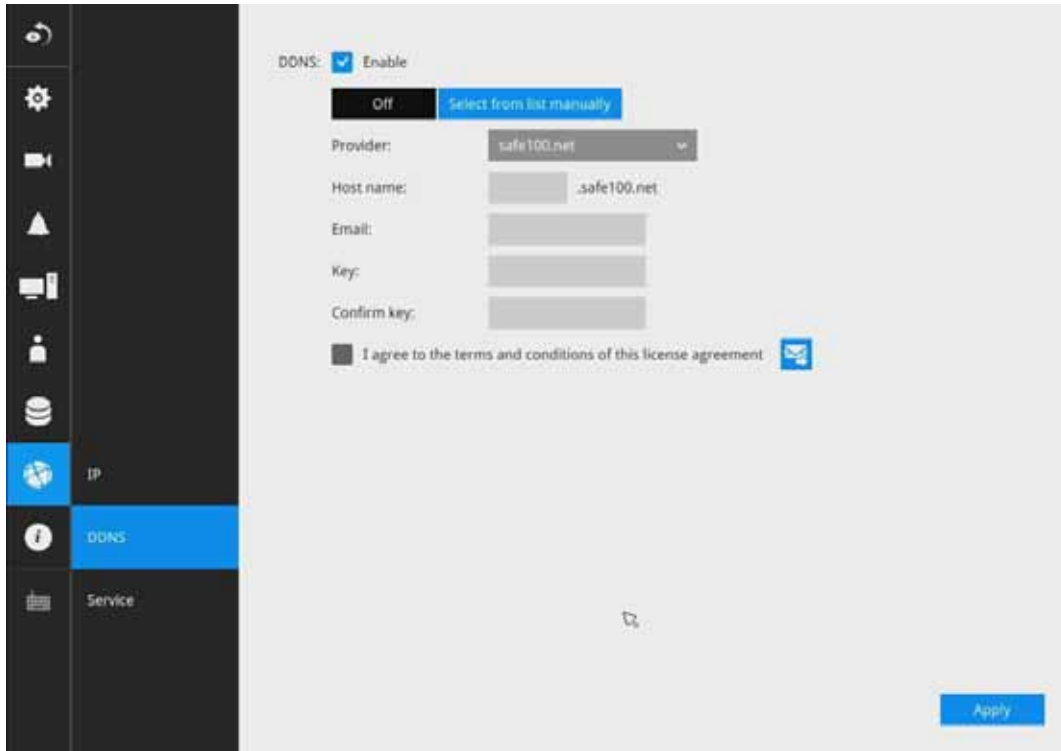 DDNS: Enable
Off Select from list manually
Provider: safe100.net
Host name: .safe100.net
Email:
Key:
Confirm key:
I agree to the terms and conditions of this license agreement
IP
DDNS
Service
Apply